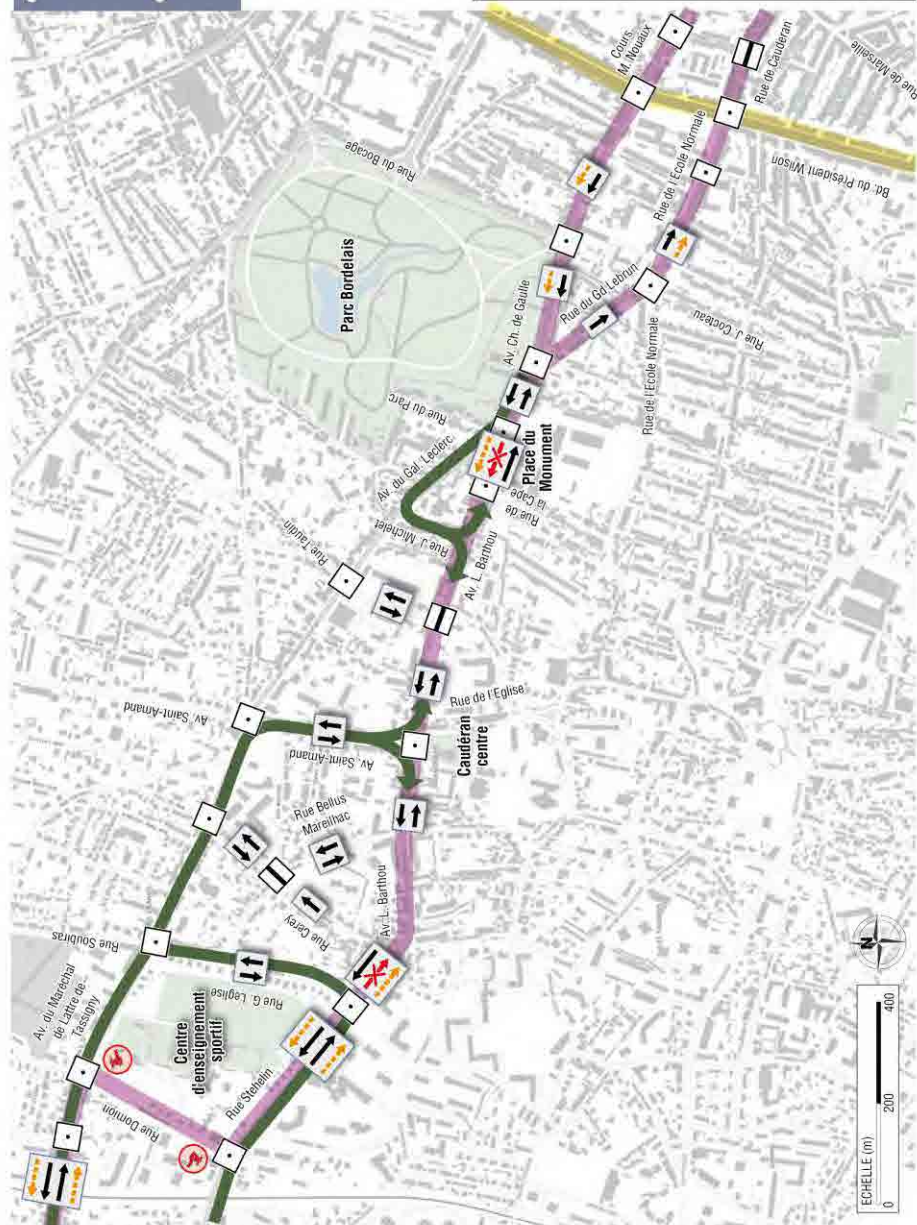 Cours
M. Nouaux
Rue de Caudéran
Rue de Marseille
Rue du Bocage
Rue de l'Ecole Normale
Bd. du Président Wilson
Parc Bordelais
Av. Ch. de Gaulle
Rue du Gd Lebrun
Rue J. Cocteau
Rue de l'Ecole Normale
Rue du Parc
Av. du Gal. Leclerc
Place du
Monument
Rue de
la Cape
Rue J. Michelet
Rue Taudin
Av. L. Barthou
Av. Saint-Amand
Av. Saint-Amand
Rue de l'Eglise
Caudéran
centre
Rue Bellus
Mareilhac
Rue Cerey
Av. L. Barthou
Rue Soubiras
Av. du Maréchal
de Lattre de
Tassigny
Rue G. Leglise
Centre
d'enseignement
sportif
Rue Stehelin
Rue Dornion
N
ECHELLE (m)
0
200
400